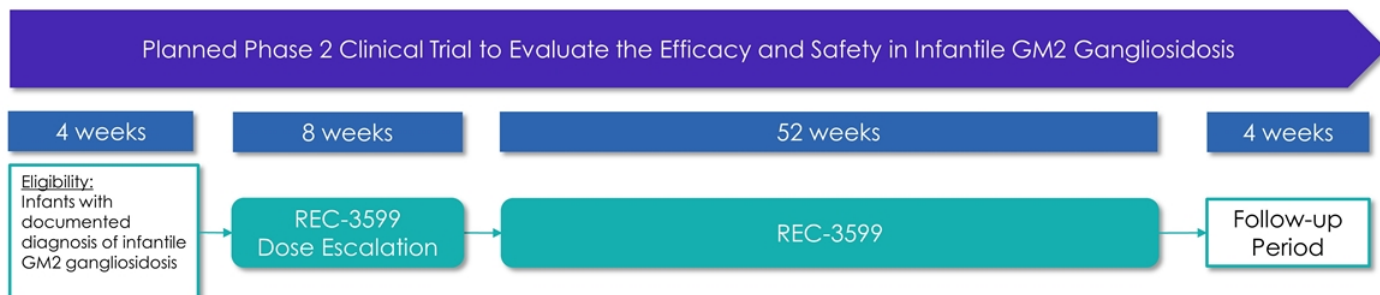 Planned Phase 2 Clinical Trial to Evaluate the Efficacy and Safety in Infantile GM2 Gangliosidosis
4 weeks
8 weeks
52 weeks
4 weeks
Eligibility:
Infants with
documented
diagnosis of infantile
GM2 gangliosidosis
REC-3599
Dose Escalation
REC-3599
Follow-up
Period